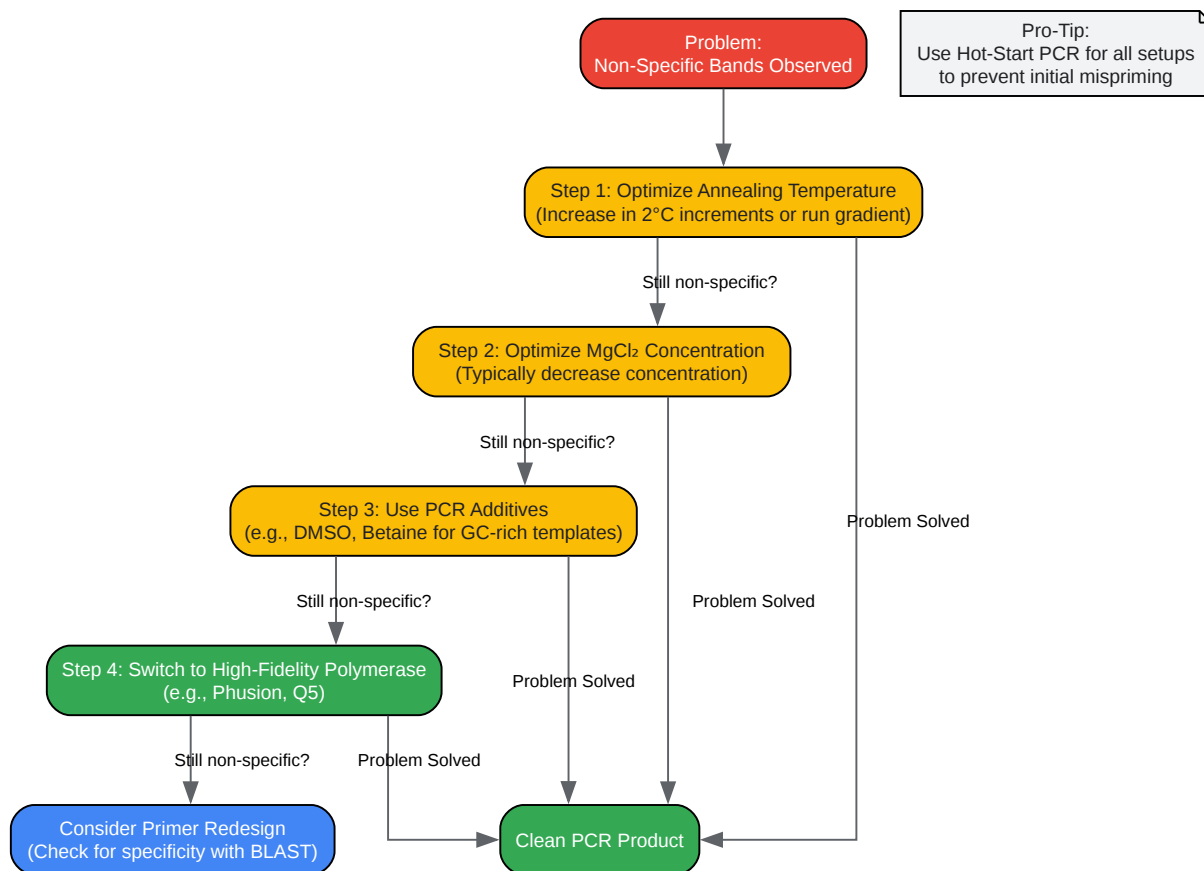 Problem:
Non-Specific Bands Observed
Pro-Tip:
Use Hot-Start PCR for all setups
to prevent initial mispriming
Step 1: Optimize Annealing Temperature
(Increase in 2°C increments or run gradient)
Still non-specific?
Step 2: Optimize MgCl₂ Concentration
(Typically decrease concentration)
Still non-specific?
Step 3: Use PCR Additives
(e.g., DMSO, Betaine for GC-rich templates)
Problem Solved
Still non-specific?
Problem Solved
Step 4: Switch to High-Fidelity Polymerase
(e.g., Phusion, Q5)
Problem Solved
Still non-specific?
Problem Solved
Consider Primer Redesign
(Check for specificity with BLAST)
Clean PCR Product